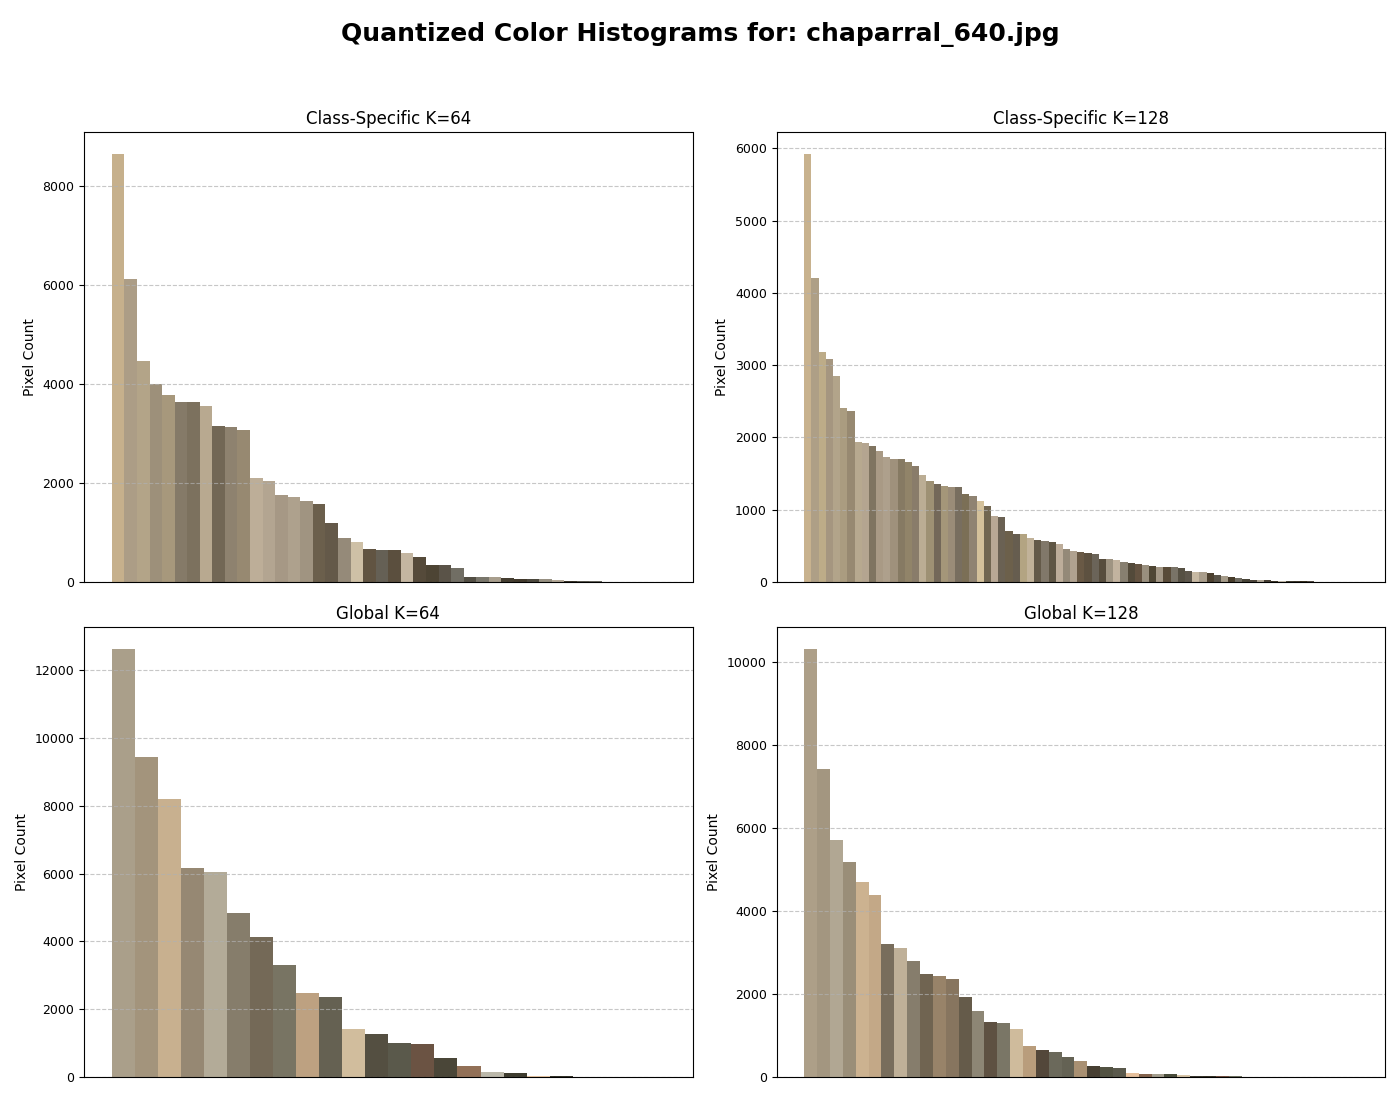 Quantized Color Histograms for: chaparral_640.jpg
Class-Specific K=64
Pixel Count
8000
6000
4000
2000
0
Class-Specific K=128
Pixel Count
6000
5000
4000
3000
2000
1000
0
Global K=64
Pixel Count
12000
10000
8000
6000
4000
2000
0
Global K=128
Pixel Count
10000
8000
6000
4000
2000
0